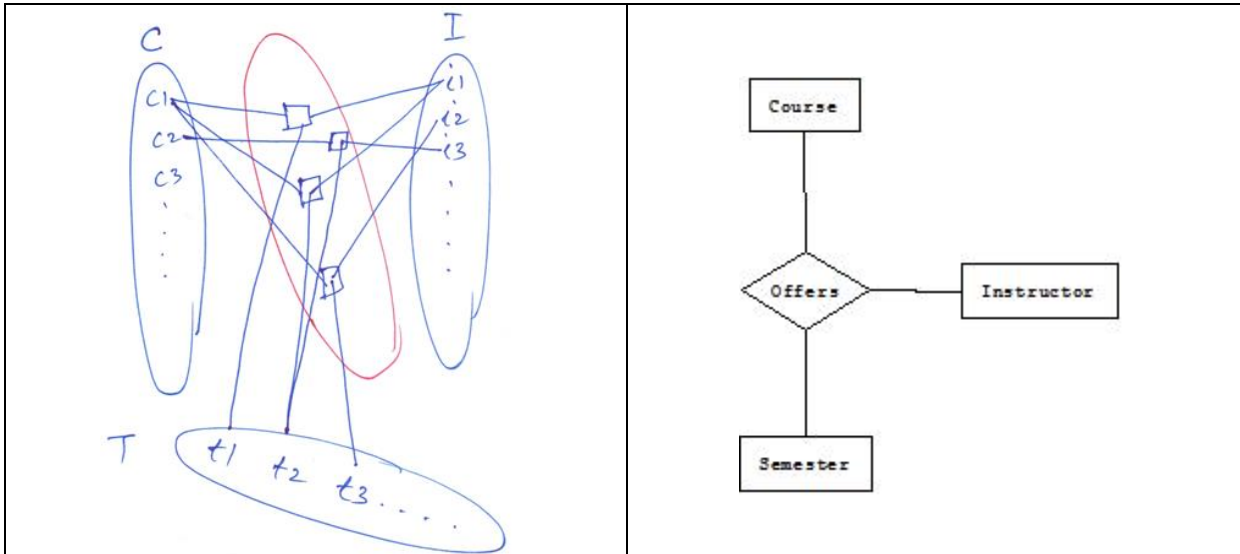 C
I
c1
c2
c3
i1
i2
i3
T
t1 t2 t3....
Course
Offers
Instructor
Semester